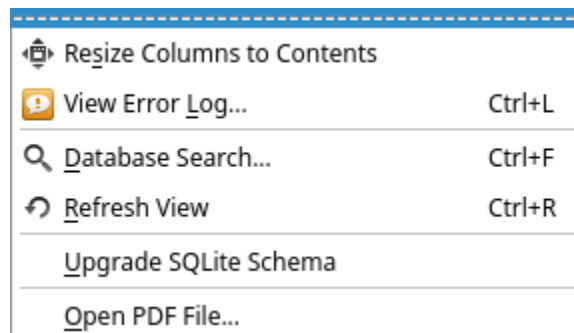 Resize Columns to Contents
View Error Log... Ctrl+L
Database Search... Ctrl+F
Refresh View Ctrl+R
Upgrade SQLite Schema
Open PDF File...